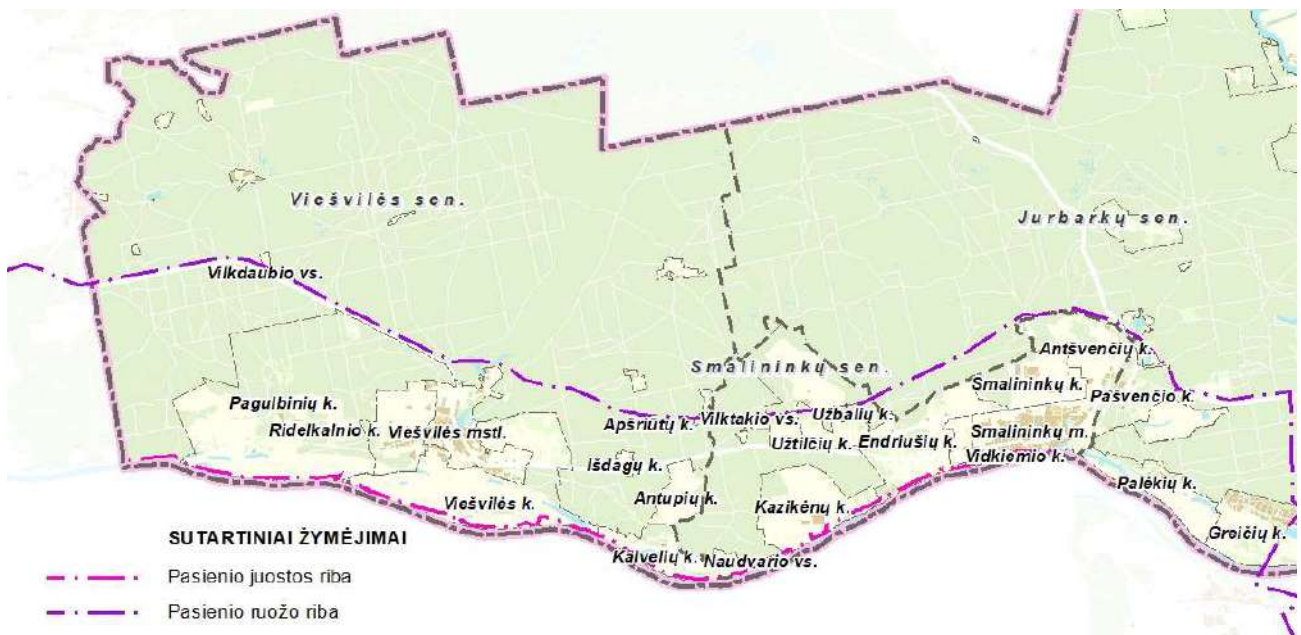 Viešvilės sen.
Jurbarkų sen.
Vilkdaubio vs.
Antšvenčių k.
Smalininkų sen.
Smalininkų k.
Pašvenčio k.
Pagulbinių k.
Ridelkalnio k.
Viešvilės mstl.
Apšriutų k.
Vilktakio vs.
Užbalių k.
Užtilčių k.
Endriušių k.
Smalininkų m.
Vidkiemio k.
Išdagų k.
Palėkių k.
Viešvilės k.
Antupių k.
Kazikėnų k.
Greičių k.
Kalvelių k.
Naudvario vs.
SUTARTINIAI ŽYMĖJIMAI
Pasienio juostos riba
Pasienio ruožo riba